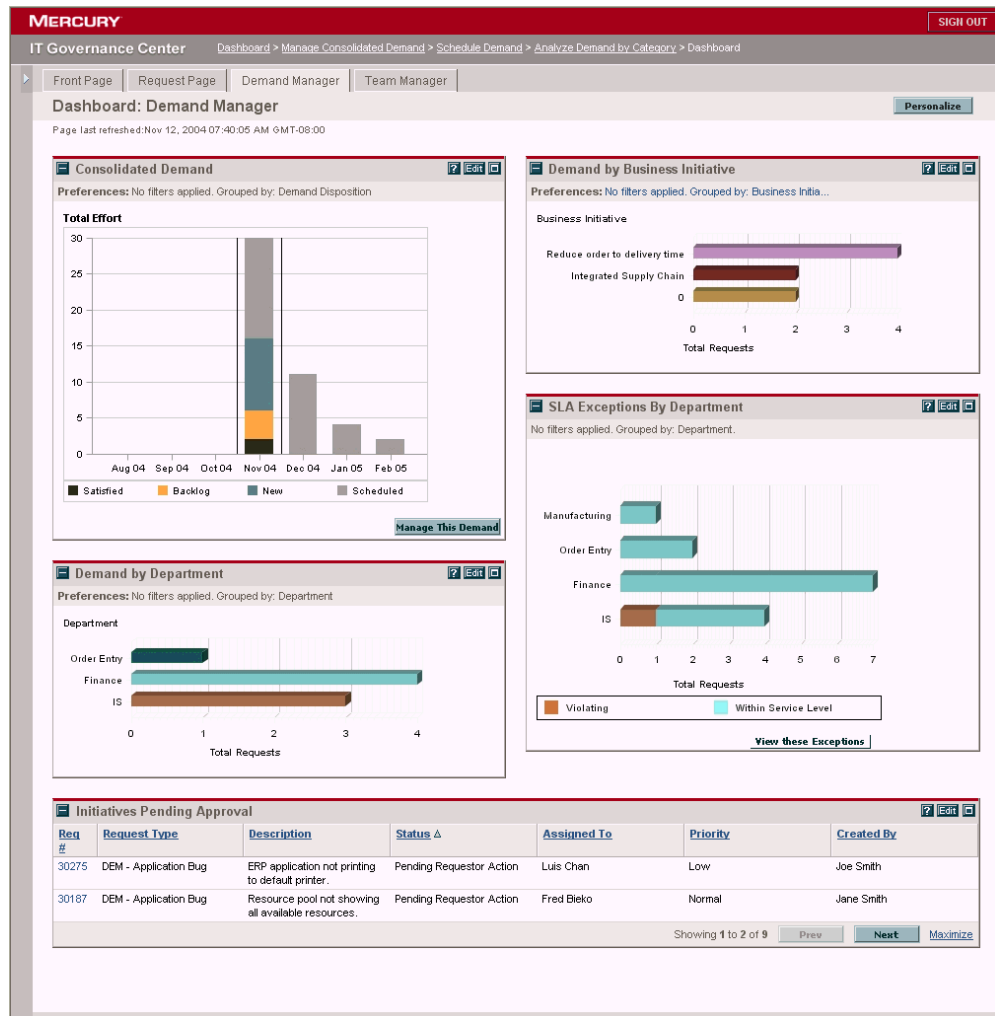 MERCURY
SIGN OUT
IT Governance Center
Dashboard > Manage Consolidated Demand > Schedule Demand > Analyze Demand by Category > Dashboard
Front Page
Request Page
Demand Manager
Team Manager
Dashboard: Demand Manager
Personalize
Page last refreshed:Nov 12, 2004 07:40:05 AM GMT-08:00
Consolidated Demand
? Edit
Preferences: No filters applied. Grouped by: Demand Disposition
Total Effort
30
25
20
15
10
5
0
Aug 04 Sep 04 Oct 04 Nov 04 Dec 04 Jan 05 Feb 05
Satisfied Backlog New Scheduled
Manage This Demand
Demand by Business Initiative
? Edit
Preferences: No filters applied. Grouped by: Business Initia...
Business Initiative
Reduce order to delivery time
Integrated Supply Chain
0
0 1 2 3 4
Total Requests
SLA Exceptions By Department
? Edit
No filters applied. Grouped by: Department.
Manufacturing
Order Entry
Finance
IS
0 1 2 3 4 5 6 7
Total Requests
Violating Within Service Level
View these Exceptions
Demand by Department
? Edit
Preferences: No filters applied. Grouped by: Department
Department
Order Entry
Finance
IS
0 1 2 3 4
Total Requests
Initiatives Pending Approval
? Edit
Req # Request Type Description Status Assigned To Priority Created By
30275 DEM - Application Bug ERP application not printing to default printer. Pending Requestor Action Luis Chan Low Joe Smith
30187 DEM - Application Bug Resource pool not showing all available resources. Pending Requestor Action Fred Bieko Normal Jane Smith
Showing 1 to 2 of 9 Prev Next Maximize